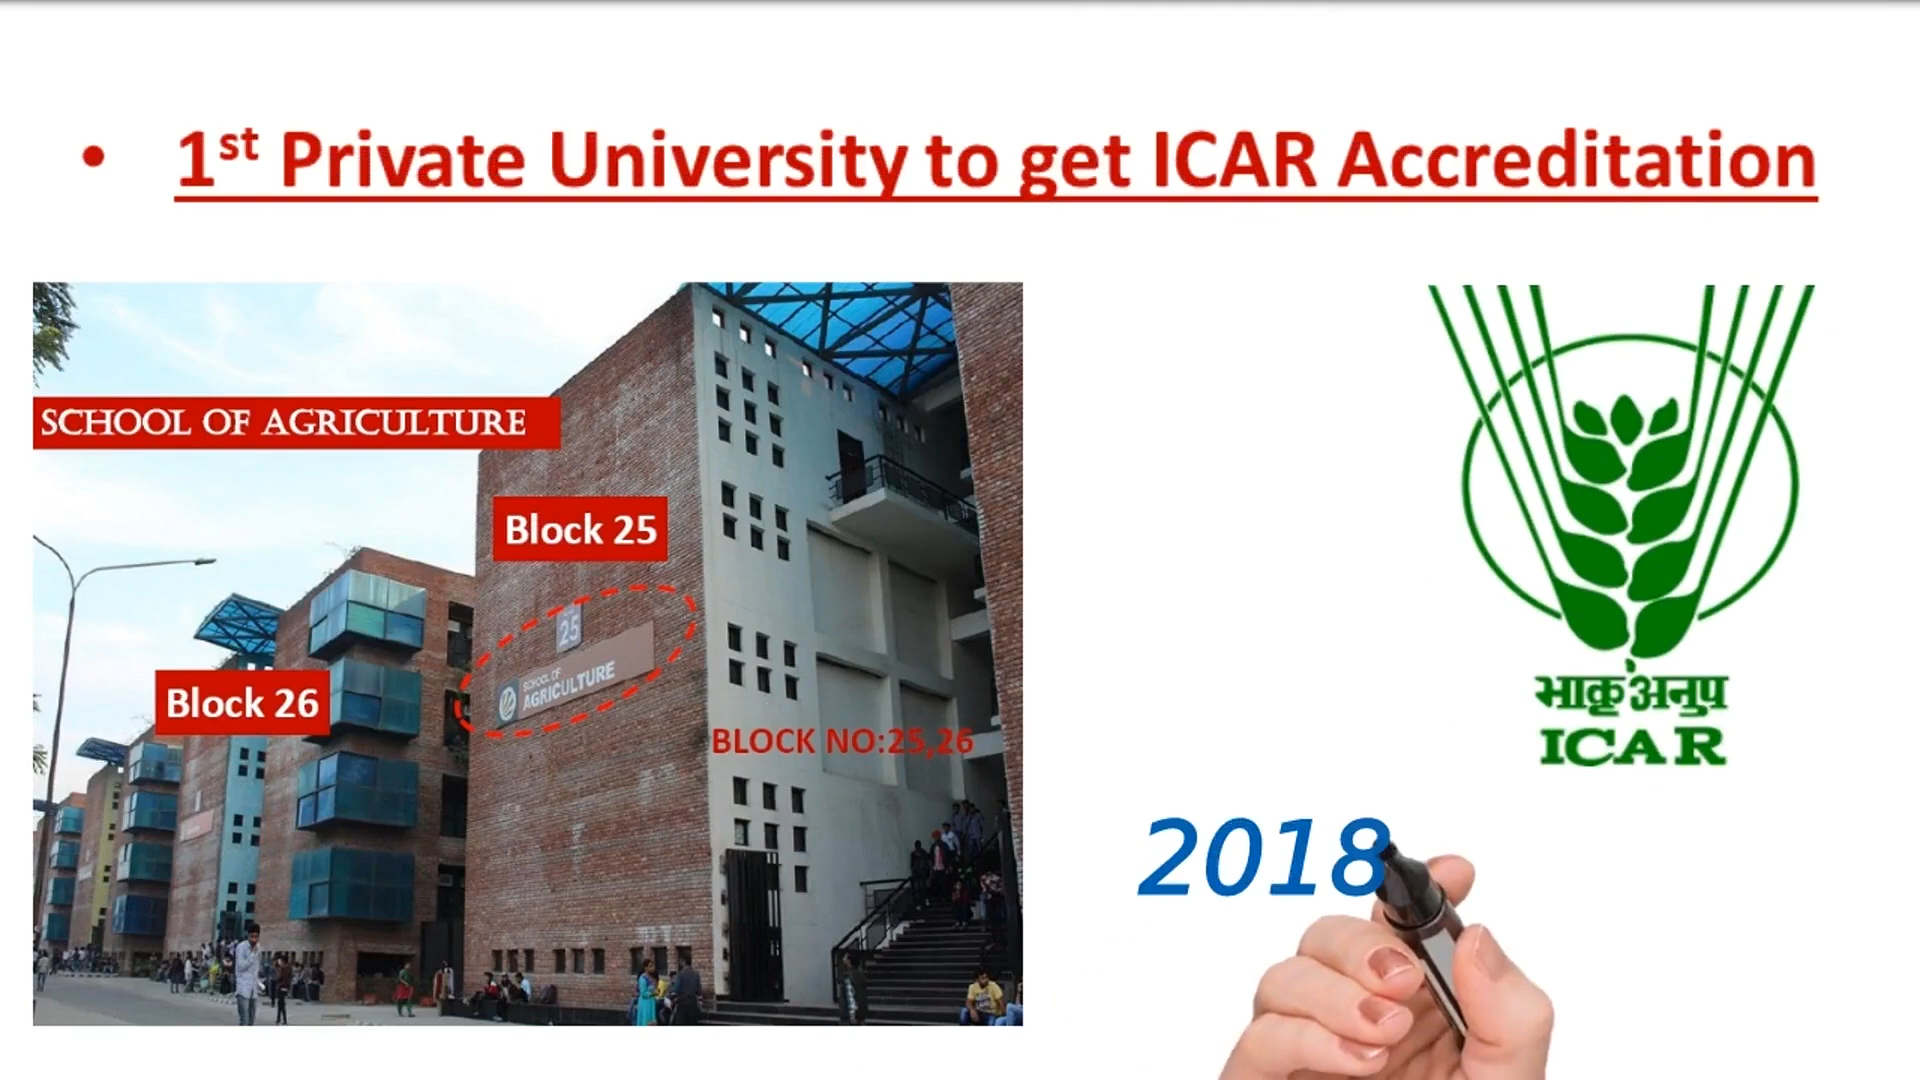 • 1st Private University to get ICAR Accreditation
SCHOOL OF AGRICULTURE
Block 25
25
SCHOOL OF
AGRICULTURE
Block 26
BLOCK NO:25,26
भाकृअनुप
ICAR
2018